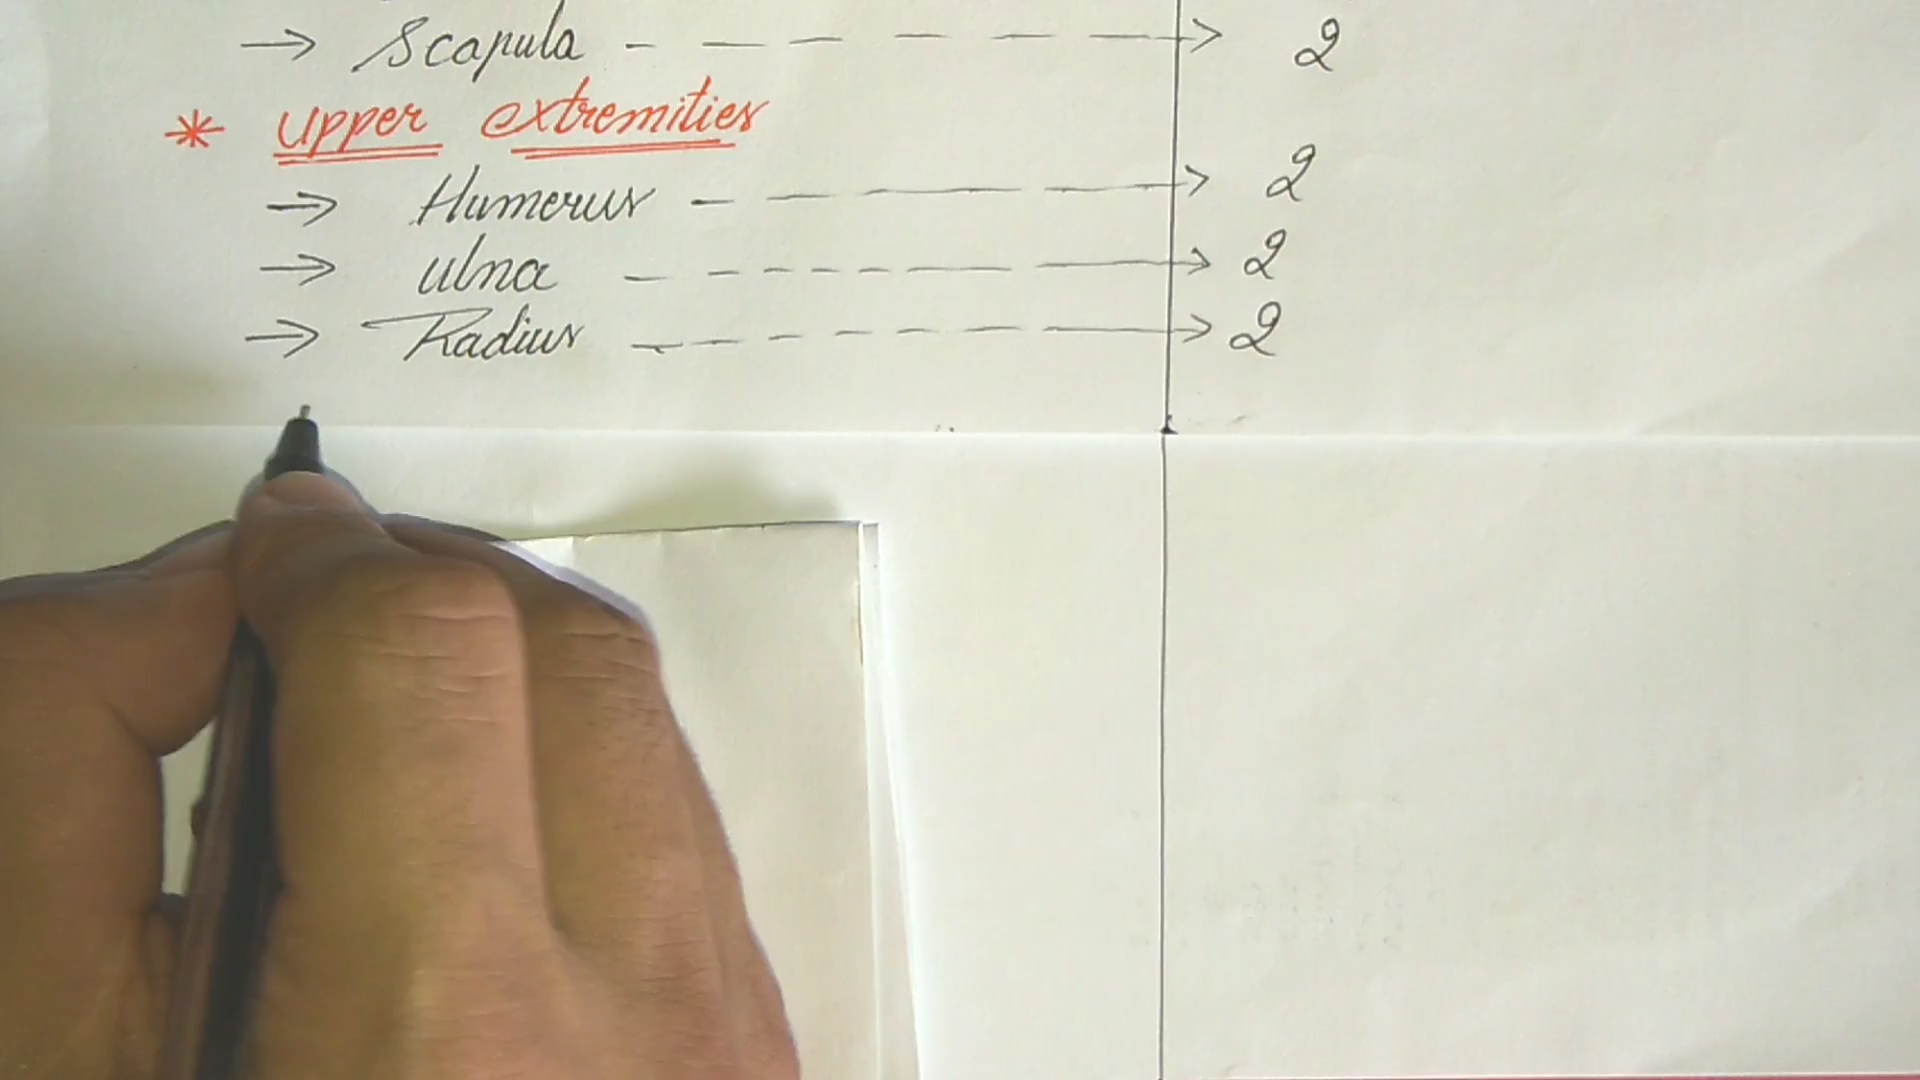 → Scapula - - - - - - → 2
* Upper extremities
→ Humerus - - - - → 2
→ ulna - - - - - - - → 2
→ Radius - - - - - - → 2